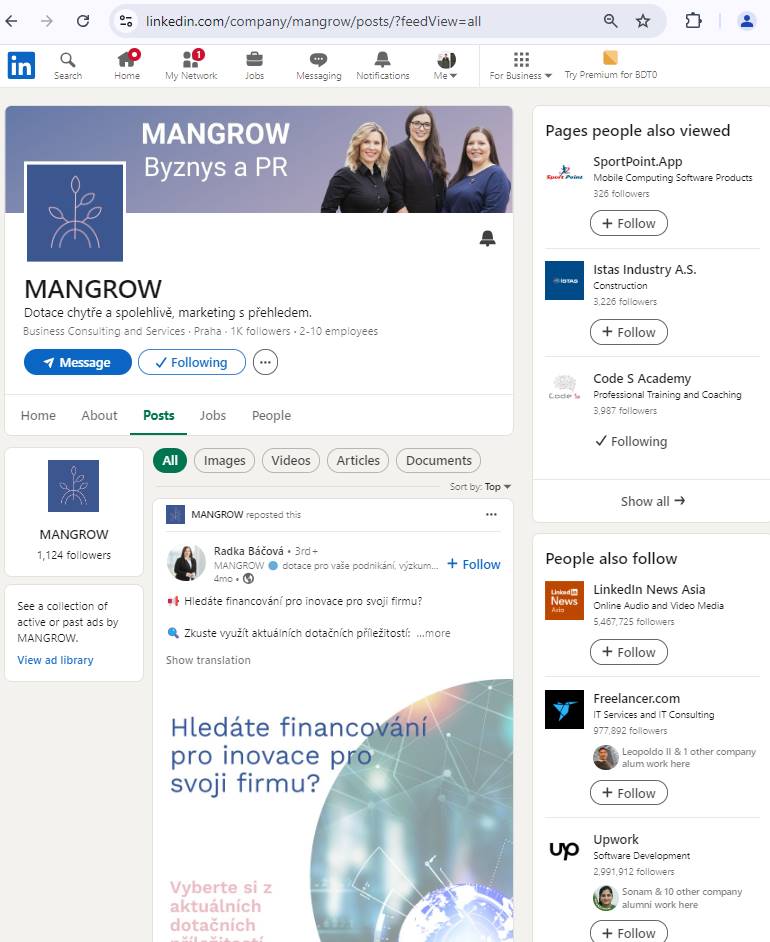 linkedin.com/company/mangrow/posts/?feedView=all
in
Search
Home
1
My Network
Jobs
Messaging
Notifications
Me
For Business
Try Premium for BDT0
MANGROW
Byznys a PR
MANGROW
Dotace chytře a spolehlivě, marketing s přehledem.
Business Consulting and Services · Praha · 1K followers · 2-10 employees
Message
Following
Home
About
Posts
Jobs
People
MANGROW
1,124 followers
See a collection of
active or past ads by
MANGROW.
View ad library
All
Images
Videos
Articles
Documents
Sort by: Top
MANGROW reposted this
Radka Báčová • 3rd+
MANGROW 🔵 dotace pro vaše podnikání, výzkum...
4mo •
+ Follow
📢 Hledáte financování pro inovace pro svoji firmu?
🔍 Zkuste využít aktuálních dotačních příležitostí: ...more
Show translation
Hledáte financování
pro inovace pro
svoji firmu?
Vyberte si z
aktuálních
dotačních
příležitostí
Pages people also viewed
Sport Point
SportPoint.App
Mobile Computing Software Products
326 followers
+ Follow
ISTAS
Istas Industry A.S.
Construction
3,226 followers
+ Follow
Code S
Code S Academy
Professional Training and Coaching
3,987 followers
Following
Show all →
People also follow
Linked in
News
Asia
LinkedIn News Asia
Online Audio and Video Media
5,467,725 followers
+ Follow
Freelancer.com
IT Services and IT Consulting
977,892 followers
Leopoldo II & 1 other company
alum work here
+ Follow
up
Upwork
Software Development
2,991,912 followers
Sonam & 10 other company
alumni work here
+ Follow